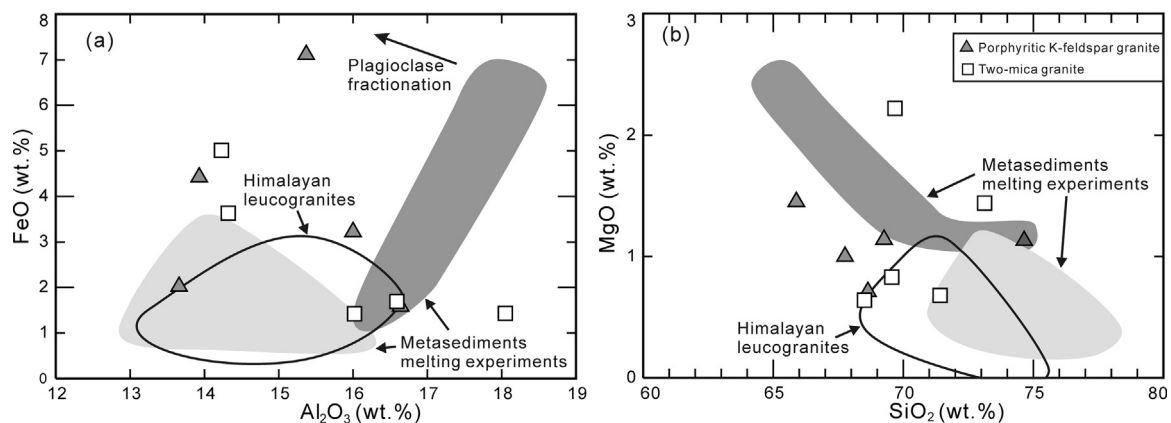 (a)
Plagioclase
fractionation
Himalayan
leucogranites
Metasediments
melting experiments
FeO (wt.%)
8
7
6
5
4
3
2
1
0
12
13
14
15
16
17
18
19
Al₂O₃ (wt.%)
(b)
Porphyritic K-feldspar granite
Two-mica granite
Metasediments
melting experiments
Himalayan
leucogranites
MgO (wt.%)
3
2
1
0
60
65
70
75
80
SiO₂ (wt.%)